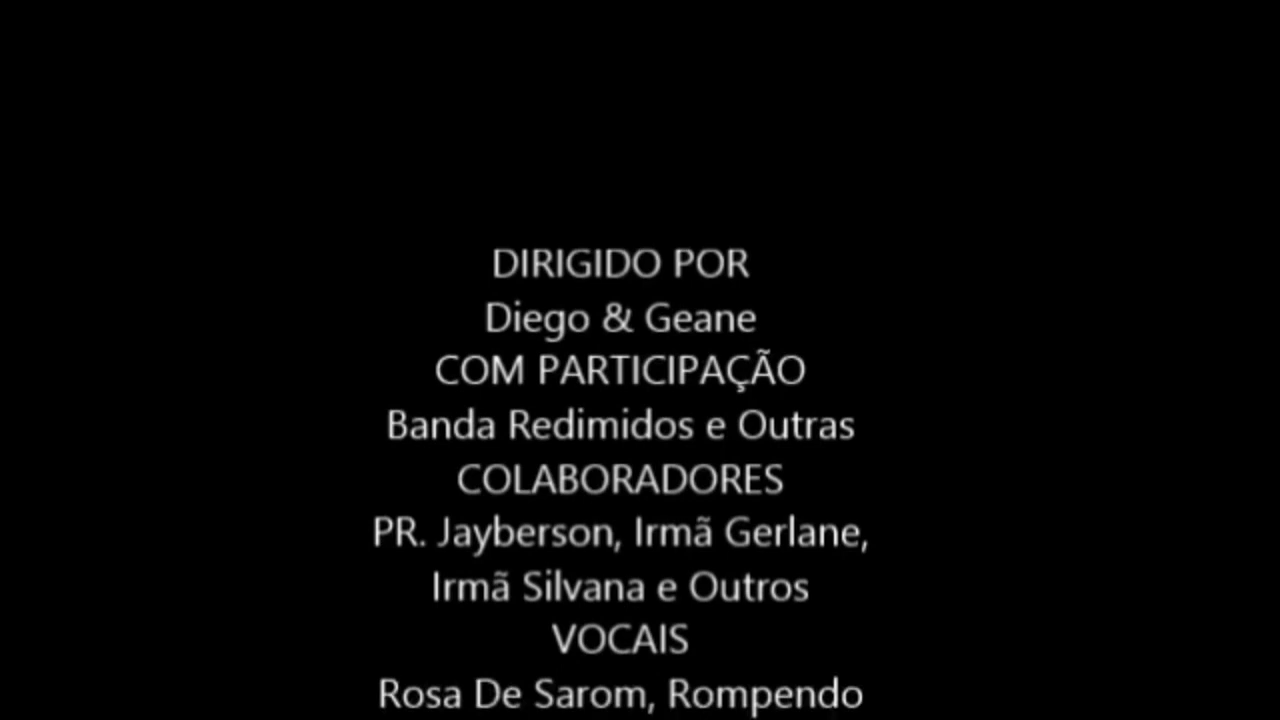 DIRIGIDO POR
Diego & Geane
COM PARTICIPAÇÃO
Banda Redimidos e Outras
COLABORADORES
PR. Jayberson, Irmã Gerlane,
Irmã Silvana e Outros
VOCAIS
Rosa De Sarom, Rompendo